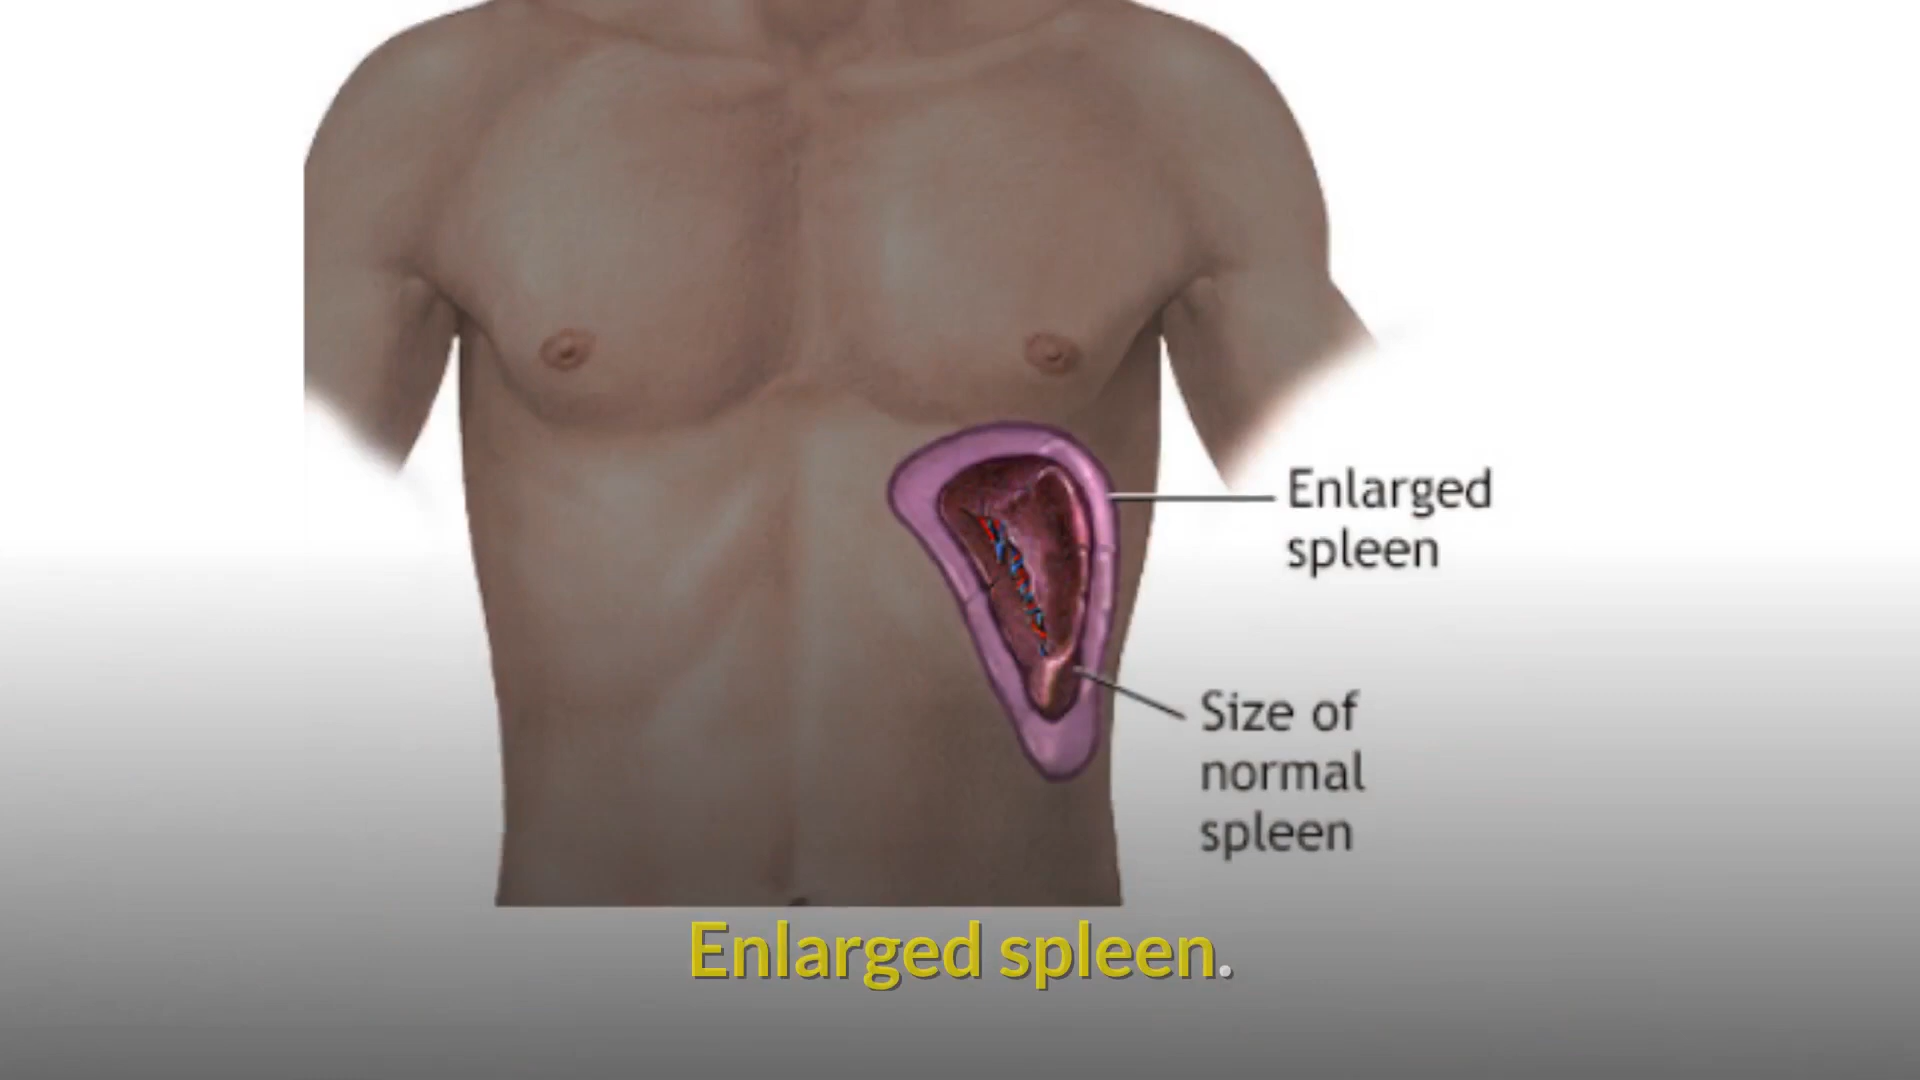 Enlarged
spleen
Size of
normal
spleen
Enlarged spleen.